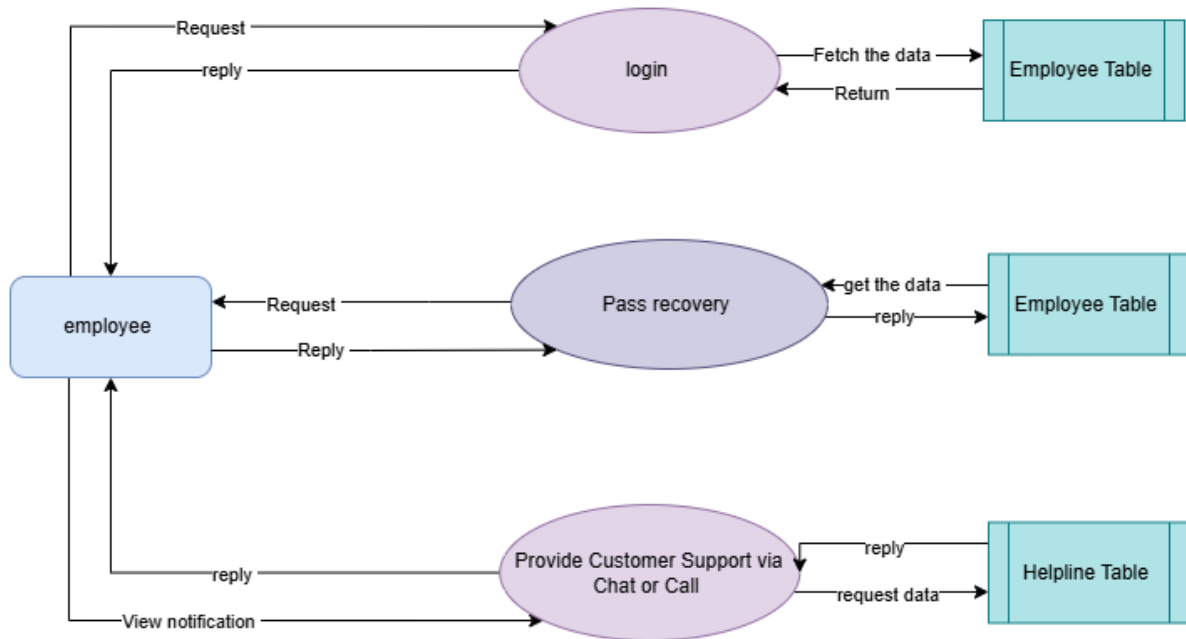 Request
reply
login
Fetch the data
Return
Employee Table
employee
Request
Reply
Pass recovery
get the data
reply
Employee Table
reply
View notification
Provide Customer Support via
Chat or Call
reply
request data
Helpline Table